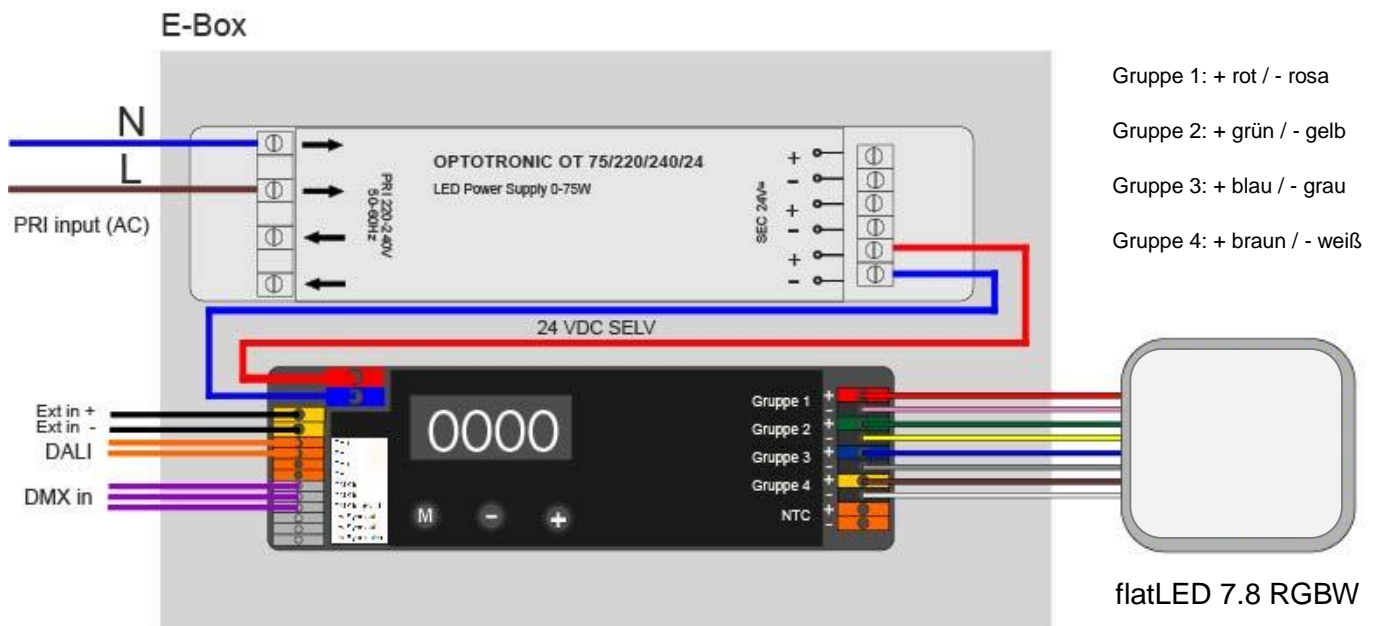 E-Box
N
L
PRI input (AC)
PRI 220-240V
50-60Hz
OPTOTRONIC OT 75/220/240/24
LED Power Supply 0-75W
SEC 24V=
+
-
+
-
+
-
24 VDC SELV
Gruppe 1: + rot / - rosa
Gruppe 2: + grün / - gelb
Gruppe 3: + blau / - grau
Gruppe 4: + braun / - weiß
Ext in +
Ext in -
DALI
DMX in
0000
M
-
+
Gruppe 1 +
-
Gruppe 2 +
-
Gruppe 3 +
-
Gruppe 4 +
-
NTC +
-
flatLED 7.8 RGBW